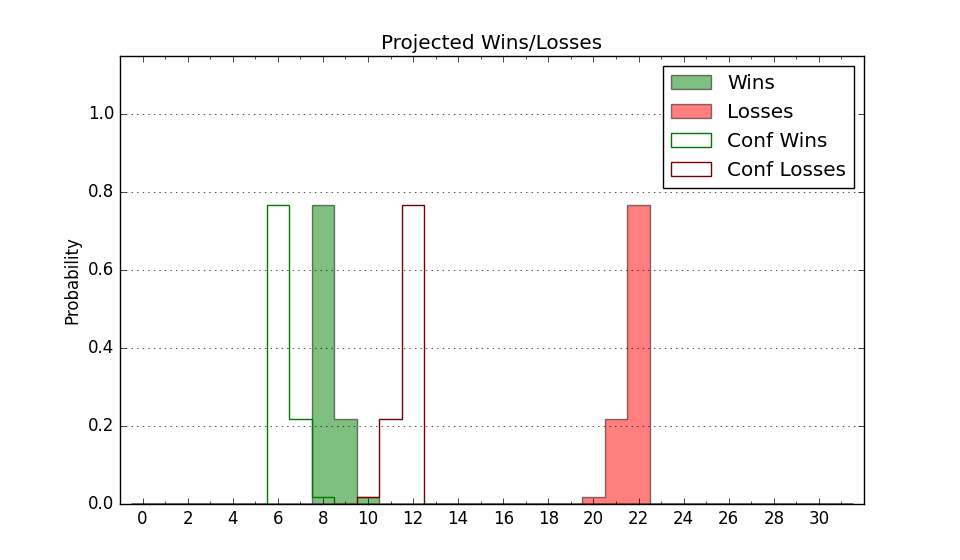 Projected Wins/Losses
Wins
Losses
Conf Wins
Conf Losses
Probability
1.0
0.8
0.6
0.4
0.2
0.0
0 2 4 6 8 10 12 14 16 18 20 22 24 26 28 30